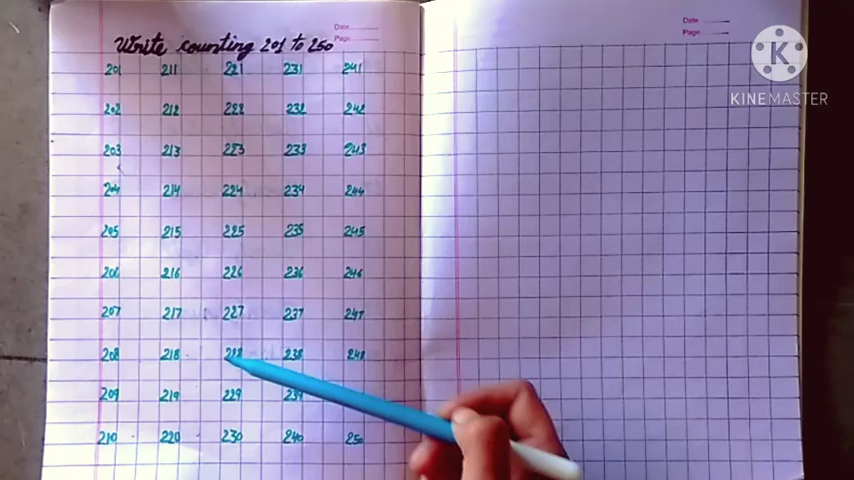 Date
Page
Write counting 201 to 250
201 211 221 231 241
202 212 222 232 242
203 213 223 233 243
204 214 224 234 244
205 215 225 235 245
206 216 226 236 246
207 217 227 237 247
208 218 238 248
209 219 229 239
210 220 230 240 250
Date
Page
K
KINEMASTER